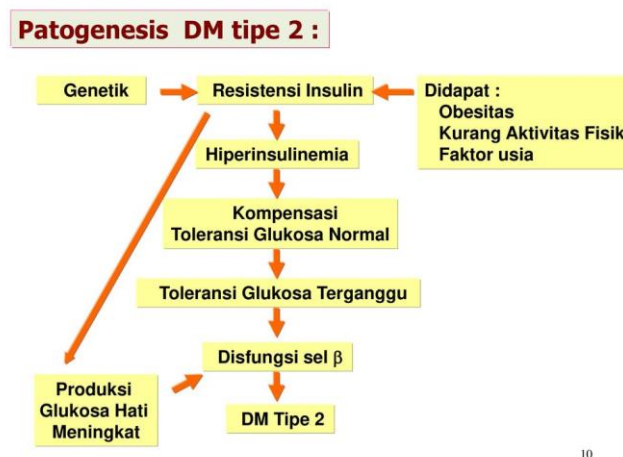 Patogenesis DM tipe 2 :
Genetik
Resistensi Insulin
Didapat :
Obesitas
Kurang Aktivitas Fisik
Faktor usia
Hiperinsulinemia
Kompensasi
Toleransi Glukosa Normal
Toleransi Glukosa Terganggu
Disfungsi sel β
Produksi
Glukosa Hati
Meningkat
DM Tipe 2
10